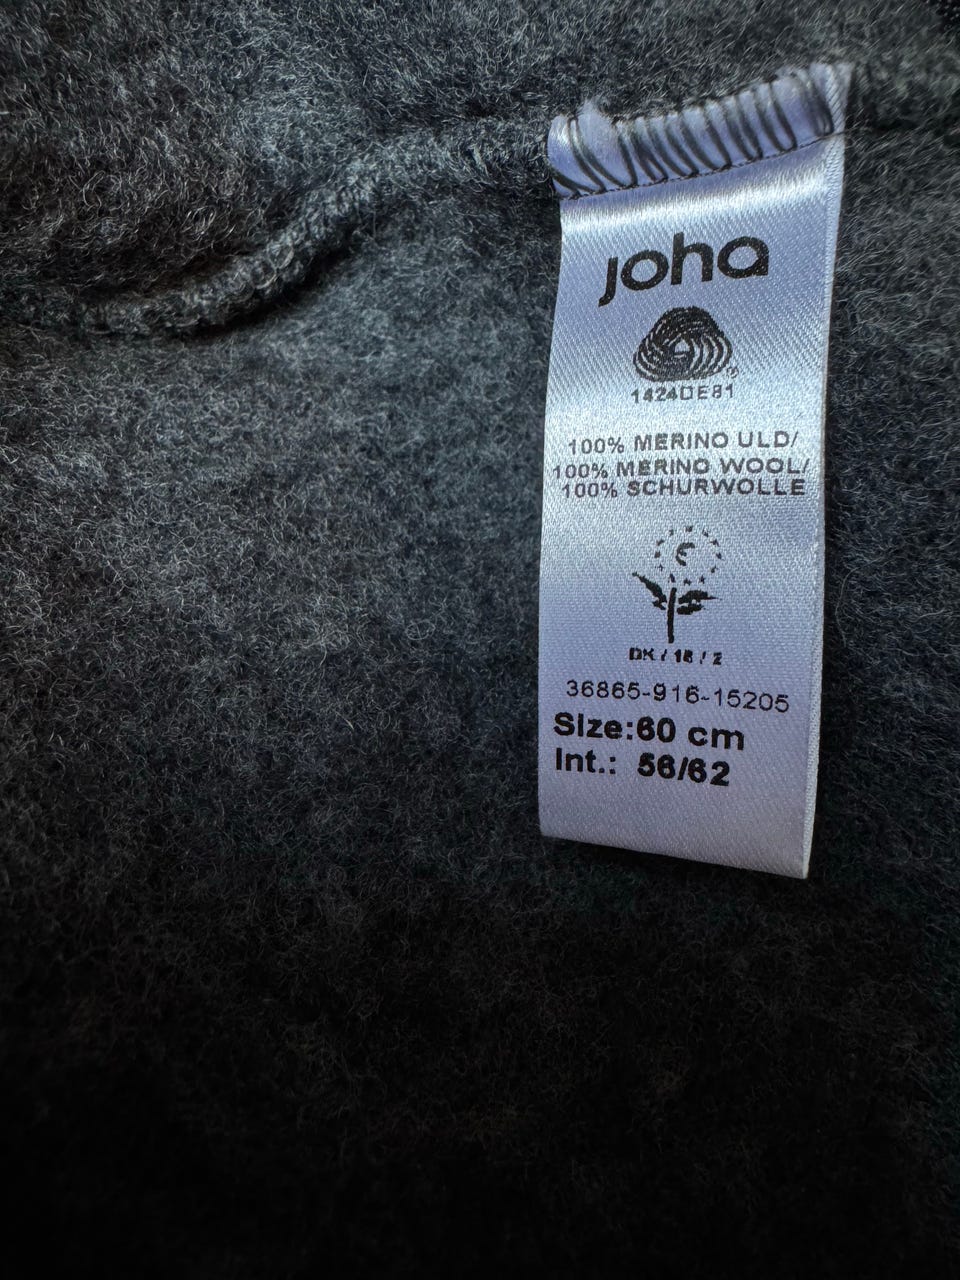 joha
1424DE81
100% MERINO ULD/
100% MERINO WOOL/
100% SCHURWOLLE
DK / 16 / 2
36865-916-15205
Size:60 cm
Int.: 56/62